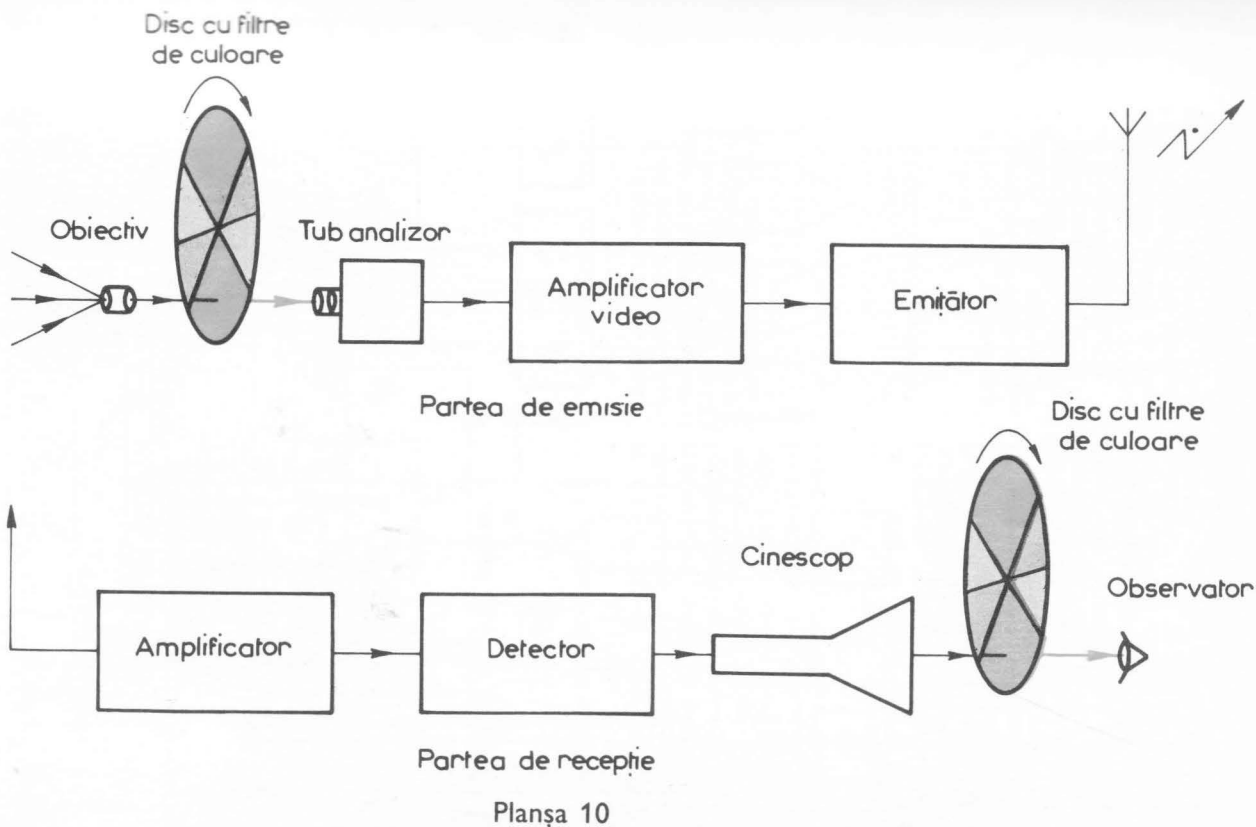 Disc cu filtre
de culoare
Obiectiv
Tub analizor
Amplificator
video
Emițător
Partea de emisie
Disc cu filtre
de culoare
Cinescop
Observator
Amplificator
Detector
Partea de recepție
Planșa 10